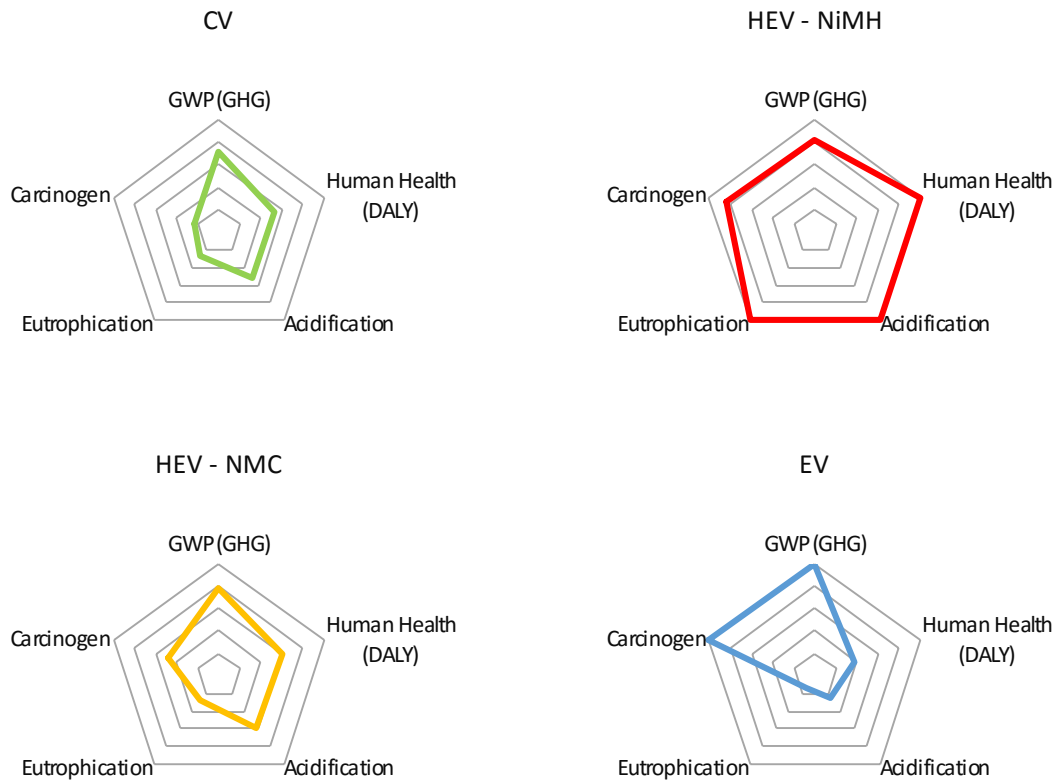 CV
GWP (GHG)
Human Health
(DALY)
Carcinogen
Eutrophication
Acidification
HEV - NiMH
GWP (GHG)
Human Health
(DALY)
Carcinogen
Eutrophication
Acidification
HEV - NMC
GWP (GHG)
Human Health
(DALY)
Carcinogen
Eutrophication
Acidification
EV
GWP (GHG)
Human Health
(DALY)
Carcinogen
Eutrophication
Acidification